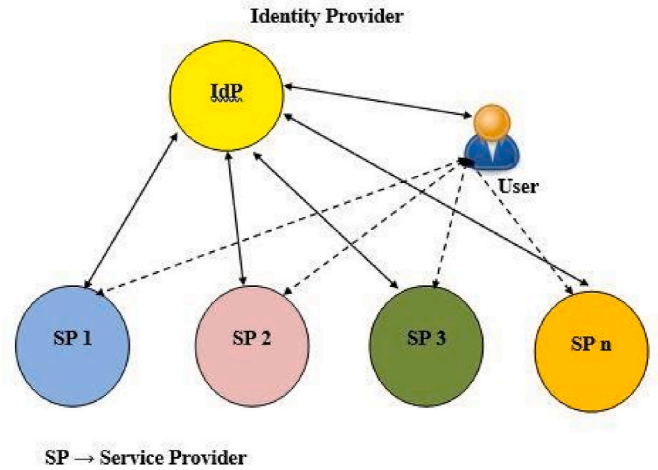 Identity Provider
IdP
User
SP 1
SP 2
SP 3
SP n
SP → Service Provider